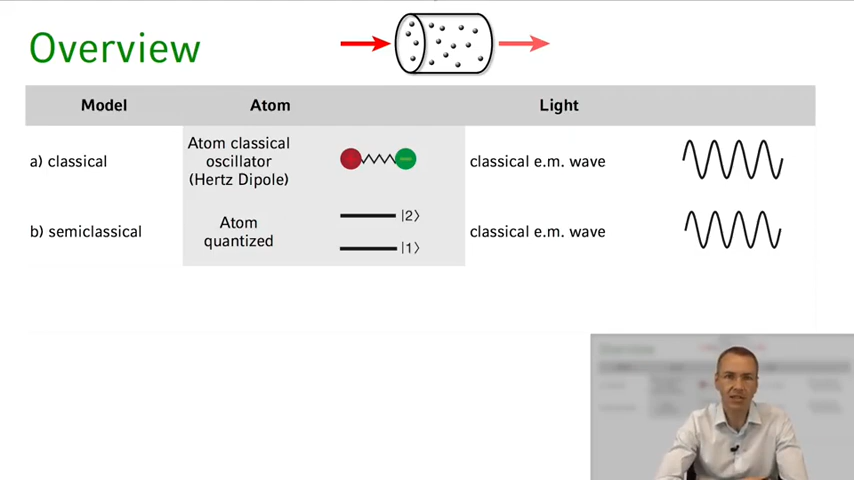 Overview
Model Atom Light
a) classical
Atom classical
oscillator
(Hertz Dipole)
classical e.m. wave
b) semiclassical
Atom
quantized
|2⟩
|1⟩
classical e.m. wave